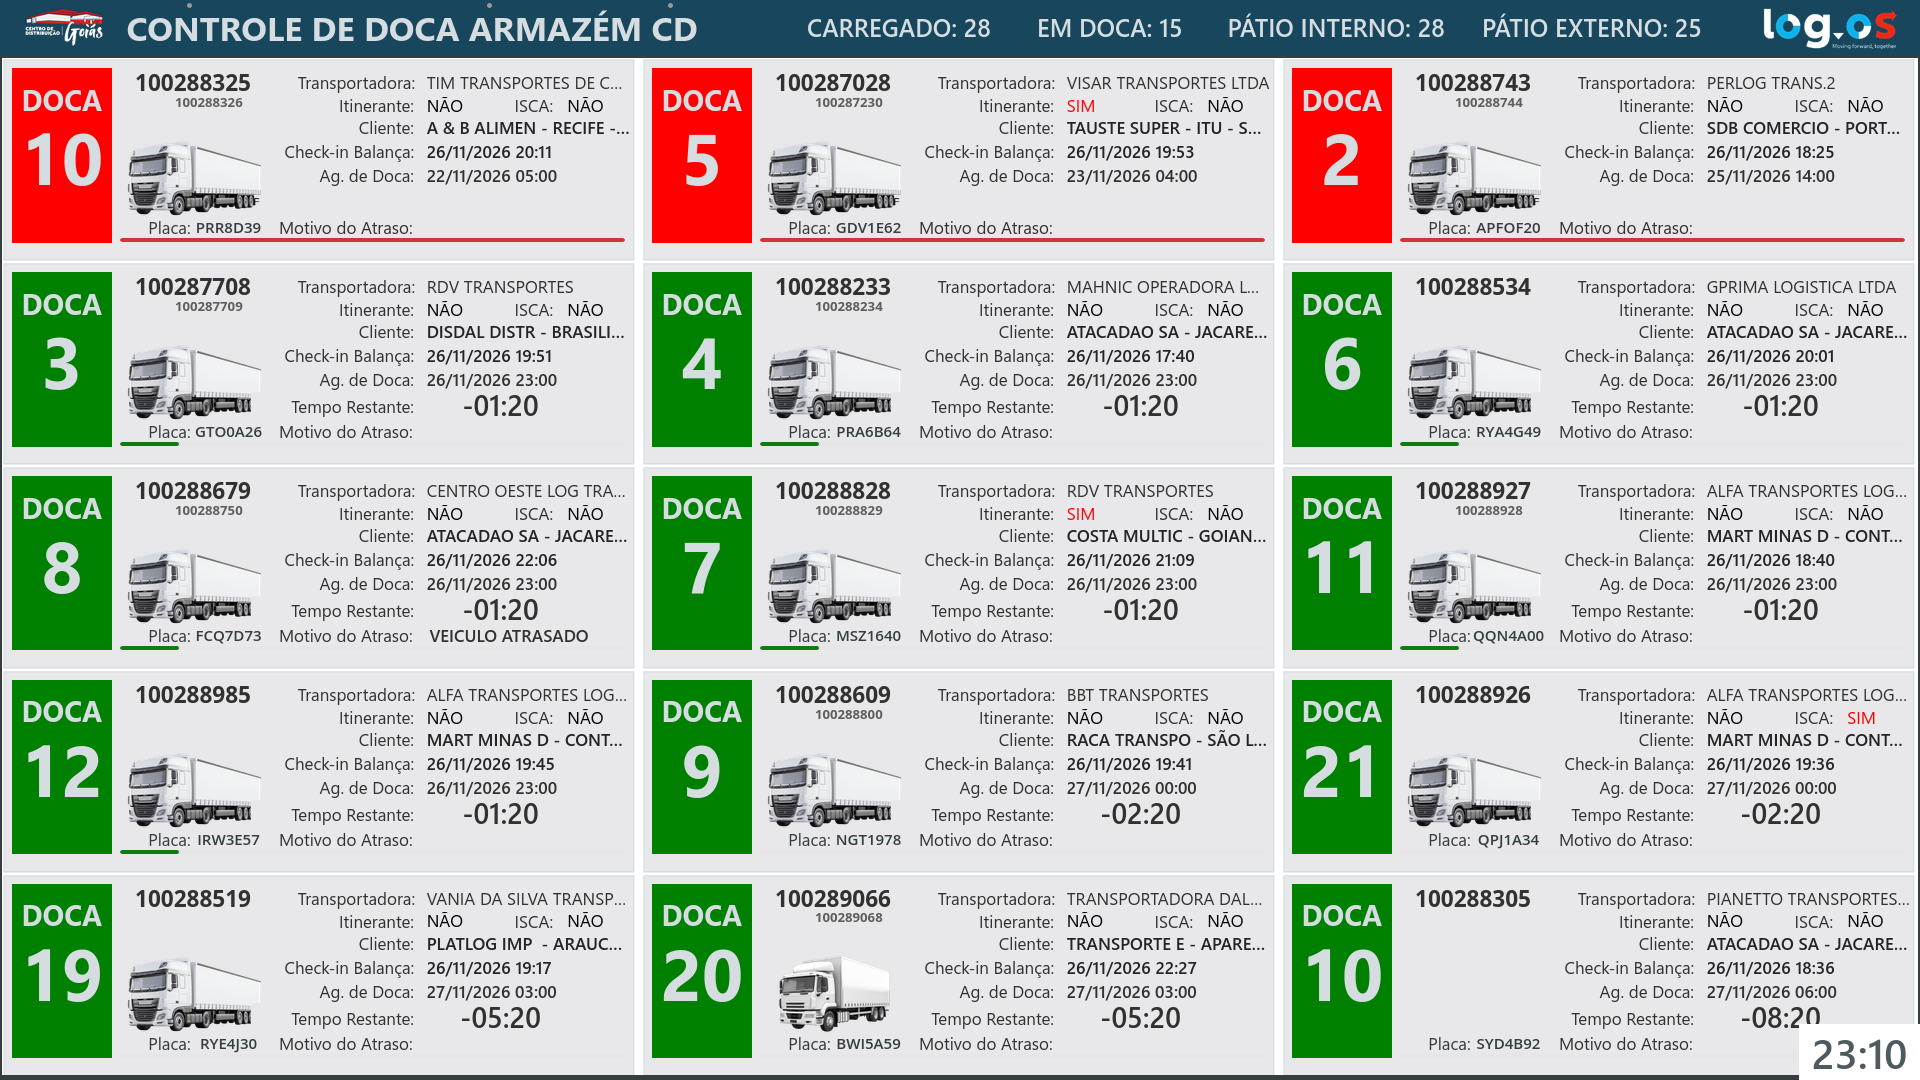 CENTRO DE DISTRIBUIÇÃO Goiás
CONTROLE DE DOCA ARMAZÉM CD
CARREGADO: 28 EM DOCA: 15 PÁTIO INTERNO: 28 PÁTIO EXTERNO: 25
log.os
Moving forward, together
DOCA 10
100288325
100288326
Transportadora: TIM TRANSPORTES DE C...
Itinerante: NÃO ISCA: NÃO
Cliente: A & B ALIMEN - RECIFE -...
Check-in Balança: 26/11/2026 20:11
Ag. de Doca: 22/11/2026 05:00
Placa: PRR8D39 Motivo do Atraso:
DOCA 5
100287028
100287230
Transportadora: VISAR TRANSPORTES LTDA
Itinerante: SIM ISCA: NÃO
Cliente: TAUSTE SUPER - ITU - S...
Check-in Balança: 26/11/2026 19:53
Ag. de Doca: 23/11/2026 04:00
Placa: GDV1E62 Motivo do Atraso:
DOCA 2
100288743
100288744
Transportadora: PERLOG TRANS.2
Itinerante: NÃO ISCA: NÃO
Cliente: SDB COMERCIO - PORT...
Check-in Balança: 26/11/2026 18:25
Ag. de Doca: 25/11/2026 14:00
Placa: APFOF20 Motivo do Atraso:
DOCA 3
100287708
100287709
Transportadora: RDV TRANSPORTES
Itinerante: NÃO ISCA: NÃO
Cliente: DISDAL DISTR - BRASILI...
Check-in Balança: 26/11/2026 19:51
Ag. de Doca: 26/11/2026 23:00
Tempo Restante: -01:20
Placa: GTO0A26 Motivo do Atraso:
DOCA 4
100288233
100288234
Transportadora: MAHNIC OPERADORA L...
Itinerante: NÃO ISCA: NÃO
Cliente: ATACADAO SA - JACARE...
Check-in Balança: 26/11/2026 17:40
Ag. de Doca: 26/11/2026 23:00
Tempo Restante: -01:20
Placa: PRA6B64 Motivo do Atraso:
DOCA 6
100288534
Transportadora: GPRIMA LOGISTICA LTDA
Itinerante: NÃO ISCA: NÃO
Cliente: ATACADAO SA - JACARE...
Check-in Balança: 26/11/2026 20:01
Ag. de Doca: 26/11/2026 23:00
Tempo Restante: -01:20
Placa: RYA4G49 Motivo do Atraso:
DOCA 8
100288679
100288750
Transportadora: CENTRO OESTE LOG TRA...
Itinerante: NÃO ISCA: NÃO
Cliente: ATACADAO SA - JACARE...
Check-in Balança: 26/11/2026 22:06
Ag. de Doca: 26/11/2026 23:00
Tempo Restante: -01:20
Placa: FCQ7D73 Motivo do Atraso: VEICULO ATRASADO
DOCA 7
100288828
100288829
Transportadora: RDV TRANSPORTES
Itinerante: SIM ISCA: NÃO
Cliente: COSTA MULTIC - GOIAN...
Check-in Balança: 26/11/2026 21:09
Ag. de Doca: 26/11/2026 23:00
Tempo Restante: -01:20
Placa: MSZ1640 Motivo do Atraso:
DOCA 11
100288927
100288928
Transportadora: ALFA TRANSPORTES LOG...
Itinerante: NÃO ISCA: NÃO
Cliente: MART MINAS D - CONT...
Check-in Balança: 26/11/2026 18:40
Ag. de Doca: 26/11/2026 23:00
Tempo Restante: -01:20
Placa: QQN4A00 Motivo do Atraso:
DOCA 12
100288985
Transportadora: ALFA TRANSPORTES LOG...
Itinerante: NÃO ISCA: NÃO
Cliente: MART MINAS D - CONT...
Check-in Balança: 26/11/2026 19:45
Ag. de Doca: 26/11/2026 23:00
Tempo Restante: -01:20
Placa: IRW3E57 Motivo do Atraso:
DOCA 9
100288609
100288800
Transportadora: BBT TRANSPORTES
Itinerante: NÃO ISCA: NÃO
Cliente: RACA TRANSPO - SÃO L...
Check-in Balança: 26/11/2026 19:41
Ag. de Doca: 27/11/2026 00:00
Tempo Restante: -02:20
Placa: NGT1978 Motivo do Atraso:
DOCA 21
100288926
Transportadora: ALFA TRANSPORTES LOG...
Itinerante: NÃO ISCA: SIM
Cliente: MART MINAS D - CONT...
Check-in Balança: 26/11/2026 19:36
Ag. de Doca: 27/11/2026 00:00
Tempo Restante: -02:20
Placa: QPJ1A34 Motivo do Atraso:
DOCA 19
100288519
Transportadora: VANIA DA SILVA TRANSP...
Itinerante: NÃO ISCA: NÃO
Cliente: PLATLOG IMP - ARAUC...
Check-in Balança: 26/11/2026 19:17
Ag. de Doca: 27/11/2026 03:00
Tempo Restante: -05:20
Placa: RYE4J30 Motivo do Atraso:
DOCA 20
100289066
100289068
Transportadora: TRANSPORTADORA DAL...
Itinerante: NÃO ISCA: NÃO
Cliente: TRANSPORTE E - APARE...
Check-in Balança: 26/11/2026 22:27
Ag. de Doca: 27/11/2026 03:00
Tempo Restante: -05:20
Placa: BWI5A59 Motivo do Atraso:
DOCA 10
100288305
Transportadora: PIANETTO TRANSPORTES...
Itinerante: NÃO ISCA: NÃO
Cliente: ATACADAO SA - JACARE...
Check-in Balança: 26/11/2026 18:36
Ag. de Doca: 27/11/2026 06:00
Tempo Restante: -08:20
Placa: SYD4B92 Motivo do Atraso:
23:10